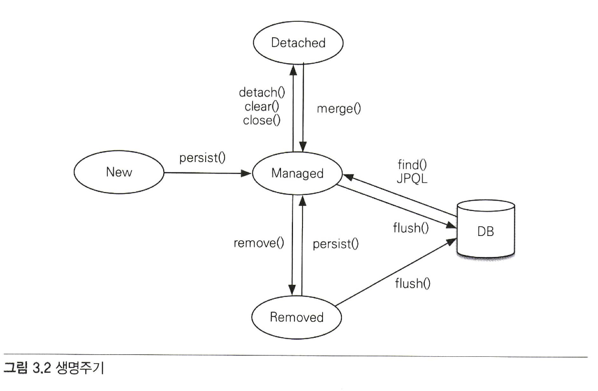 Detached
detach()
clear()
close()
merge()
New
persist()
Managed
find()
JPQL
flush()
DB
remove()
persist()
flush()
Removed
그림 3.2 생명주기